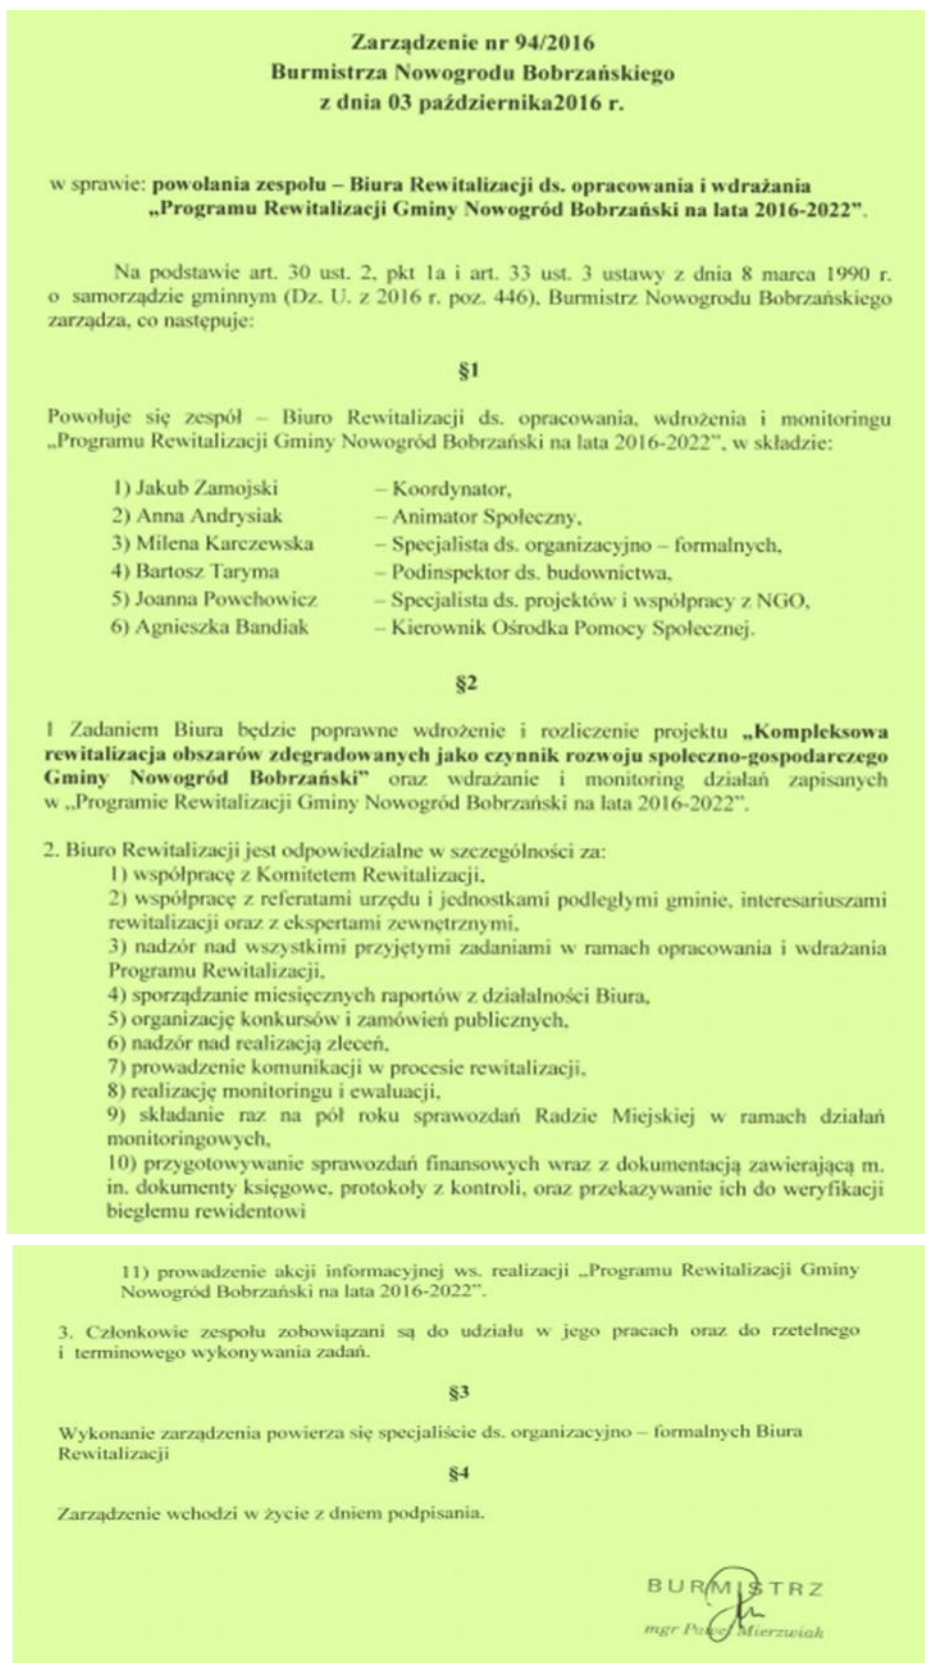 Zarządzenie nr 94/2016
Burmistrza Nowogrodu Bobrzańskiego
z dnia 03 października2016 r.
w sprawie: powołania zespołu – Biura Rewitalizacji ds. opracowania i wdrażania
„Programu Rewitalizacji Gminy Nowogród Bobrzański na lata 2016-2022”.
Na podstawie art. 30 ust. 2, pkt 1a i art. 33 ust. 3 ustawy z dnia 8 marca 1990 r.
o samorządzie gminnym (Dz. U. z 2016 r. poz. 446), Burmistrz Nowogrodu Bobrzańskiego
zarządza, co następuje:
§1
Powołuje się zespół – Biuro Rewitalizacji ds. opracowania, wdrożenia i monitoringu
„Programu Rewitalizacji Gminy Nowogród Bobrzański na lata 2016-2022”, w składzie:
1) Jakub Zamojski – Koordynator,
2) Anna Andrysiak – Animator Społeczny,
3) Milena Karczewska – Specjalista ds. organizacyjno – formalnych,
4) Bartosz Taryma – Podinspektor ds. budownictwa,
5) Joanna Powchowicz – Specjalista ds. projektów i współpracy z NGO,
6) Agnieszka Bandiak – Kierownik Ośrodka Pomocy Społecznej.
§2
1 Zadaniem Biura będzie poprawne wdrożenie i rozliczenie projektu „Kompleksowa
rewitalizacja obszarów zdegradowanych jako czynnik rozwoju społeczno-gospodarczego
Gminy Nowogród Bobrzański” oraz wdrażanie i monitoring działań zapisanych
w „Programie Rewitalizacji Gminy Nowogród Bobrzański na lata 2016-2022”.
2. Biuro Rewitalizacji jest odpowiedzialne w szczególności za:
1) współpracę z Komitetem Rewitalizacji,
2) współpracę z referatami urzędu i jednostkami podległymi gminie, interesariuszami
rewitalizacji oraz z ekspertami zewnętrznymi,
3) nadzór nad wszystkimi przyjętymi zadaniami w ramach opracowania i wdrażania
Programu Rewitalizacji,
4) sporządzanie miesięcznych raportów z działalności Biura,
5) organizację konkursów i zamówień publicznych,
6) nadzór nad realizacją zleceń,
7) prowadzenie komunikacji w procesie rewitalizacji,
8) realizację monitoringu i ewaluacji,
9) składanie raz na pół roku sprawozdań Radzie Miejskiej w ramach działań
monitoringowych,
10) przygotowywanie sprawozdań finansowych wraz z dokumentacją zawierającą m.
in. dokumenty księgowe, protokoły z kontroli, oraz przekazywanie ich do weryfikacji
biegłemu rewidentowi
11) prowadzenie akcji informacyjnej ws. realizacji „Programu Rewitalizacji Gminy
Nowogród Bobrzański na lata 2016-2022”.
3. Członkowie zespołu zobowiązani są do udziału w jego pracach oraz do rzetelnego
i terminowego wykonywania zadań.
§3
Wykonanie zarządzenia powierza się specjaliście ds. organizacyjno – formalnych Biura
Rewitalizacji
§4
Zarządzenie wchodzi w życie z dniem podpisania.
BURMISTRZ
mgr Paweł Mierzwiak